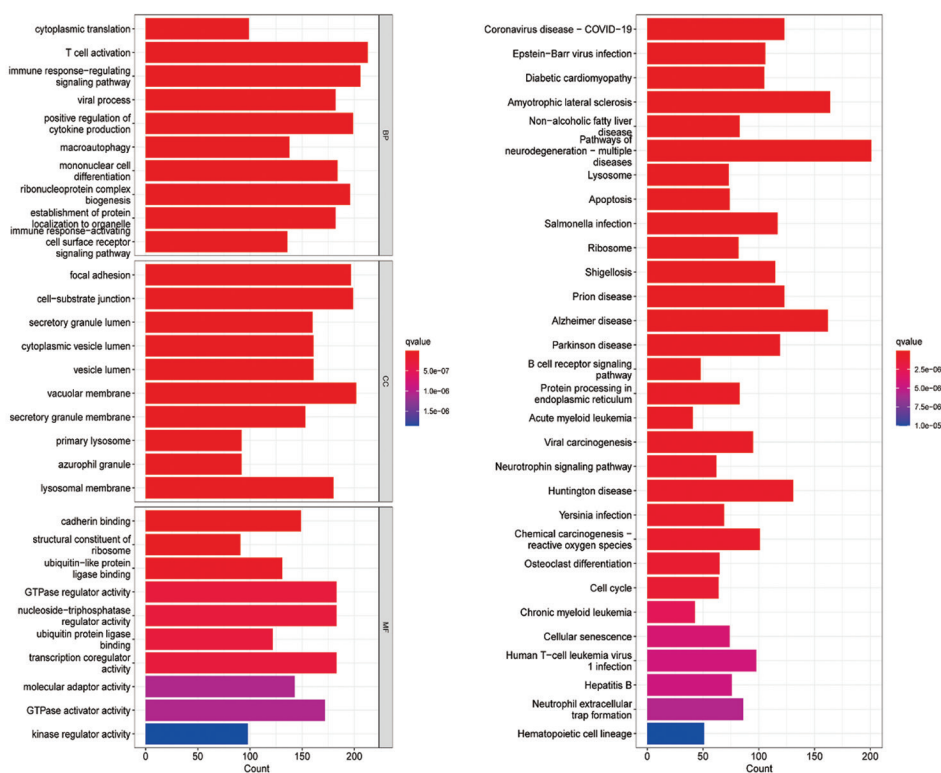 cytoplasmic translation
T cell activation
immune response−regulating
signaling pathway
viral process
positive regulation of
cytokine production
macroautophagy
mononuclear cell
differentiation
ribonucleoprotein complex
biogenesis
establishment of protein
localization to organelle
immune response−activating
cell surface receptor
signaling pathway
BP
focal adhesion
cell−substrate junction
secretory granule lumen
cytoplasmic vesicle lumen
vesicle lumen
vacuolar membrane
secretory granule membrane
primary lysosome
azurophil granule
lysosomal membrane
CC
cadherin binding
structural constituent of
ribosome
ubiquitin−like protein
ligase binding
GTPase regulator activity
nucleoside−triphosphatase
regulator activity
ubiquitin protein ligase
binding
transcription coregulator
activity
molecular adaptor activity
GTPase activator activity
kinase regulator activity
MF
0 50 100 150 200
Count
qvalue
5.0e−07
1.0e−06
1.5e−06
Coronavirus disease − COVID−19
Epstein−Barr virus infection
Diabetic cardiomyopathy
Amyotrophic lateral sclerosis
Non−alcoholic fatty liver
disease
Pathways of
neurodegeneration − multiple
diseases
Lysosome
Apoptosis
Salmonella infection
Ribosome
Shigellosis
Prion disease
Alzheimer disease
Parkinson disease
B cell receptor signaling
pathway
Protein processing in
endoplasmic reticulum
Acute myeloid leukemia
Viral carcinogenesis
Neurotrophin signaling pathway
Huntington disease
Yersinia infection
Chemical carcinogenesis −
reactive oxygen species
Osteoclast differentiation
Cell cycle
Chronic myeloid leukemia
Cellular senescence
Human T−cell leukemia virus
1 infection
Hepatitis B
Neutrophil extracellular
trap formation
Hematopoietic cell lineage
0 50 100 150 200
Count
qvalue
2.5e−06
5.0e−06
7.5e−06
1.0e−05